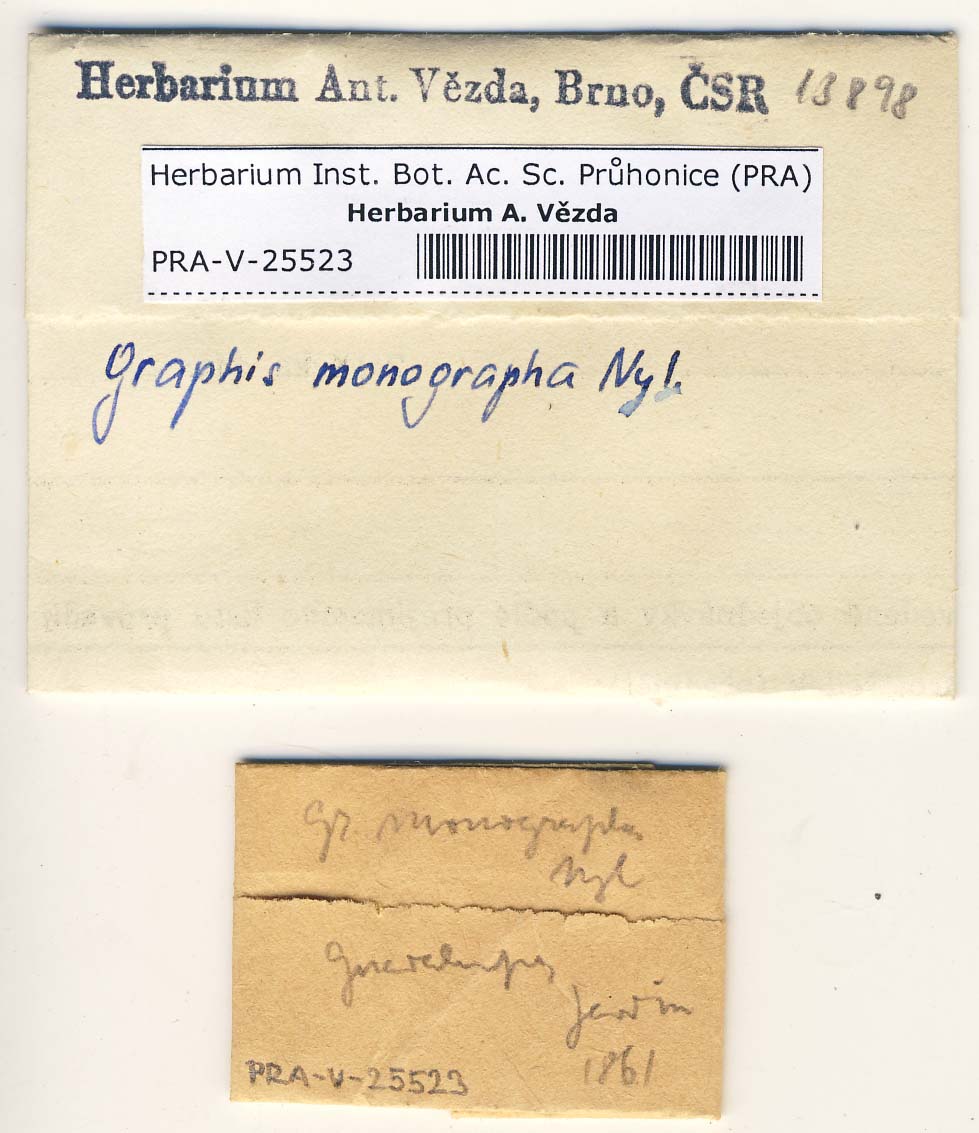 Herbarium Ant. Vězda, Brno, ČSR 13898
Herbarium Inst. Bot. Ac. Sc. Průhonice (PRA)
Herbarium A. Vězda
PRA-V-25523
Graphis monographa Nyl.
Gr. monographa
Nyl
Guadelupa
1861
PRA-V-25523